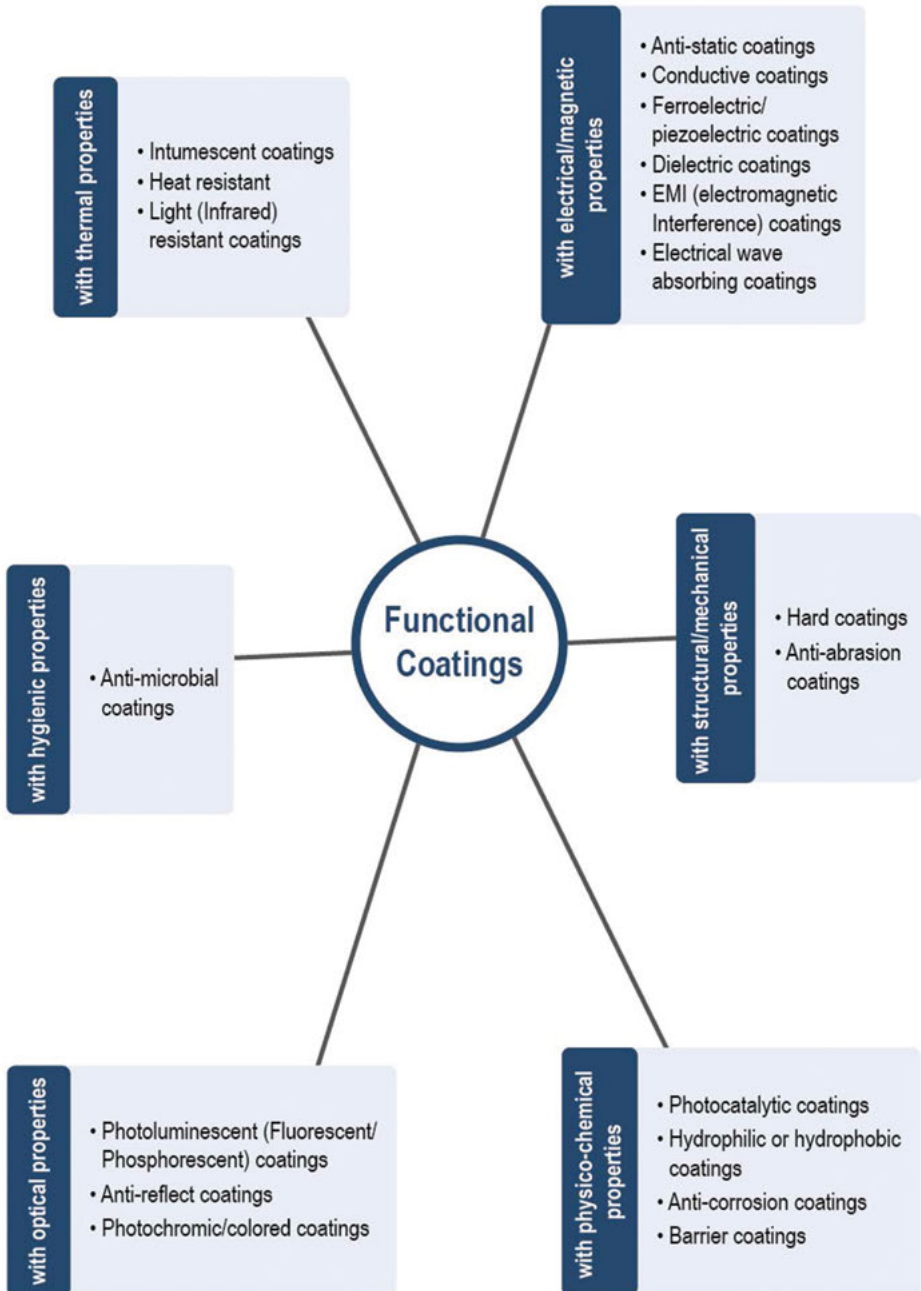 with thermal properties
• Intumescent coatings
• Heat resistant
• Light (Infrared)
resistant coatings
with electrical/magnetic
properties
• Anti-static coatings
• Conductive coatings
• Ferroelectric/
piezoelectric coatings
• Dielectric coatings
• EMI (electromagnetic
Interference) coatings
• Electrical wave
absorbing coatings
with hygienic properties
• Anti-microbial
coatings
Functional
Coatings
with structural/mechanical
properties
• Hard coatings
• Anti-abrasion
coatings
with optical properties
• Photoluminescent (Fluorescent/
Phosphorescent) coatings
• Anti-reflect coatings
• Photochromic/colored coatings
with physico-chemical
properties
• Photocatalytic coatings
• Hydrophilic or hydrophobic
coatings
• Anti-corrosion coatings
• Barrier coatings